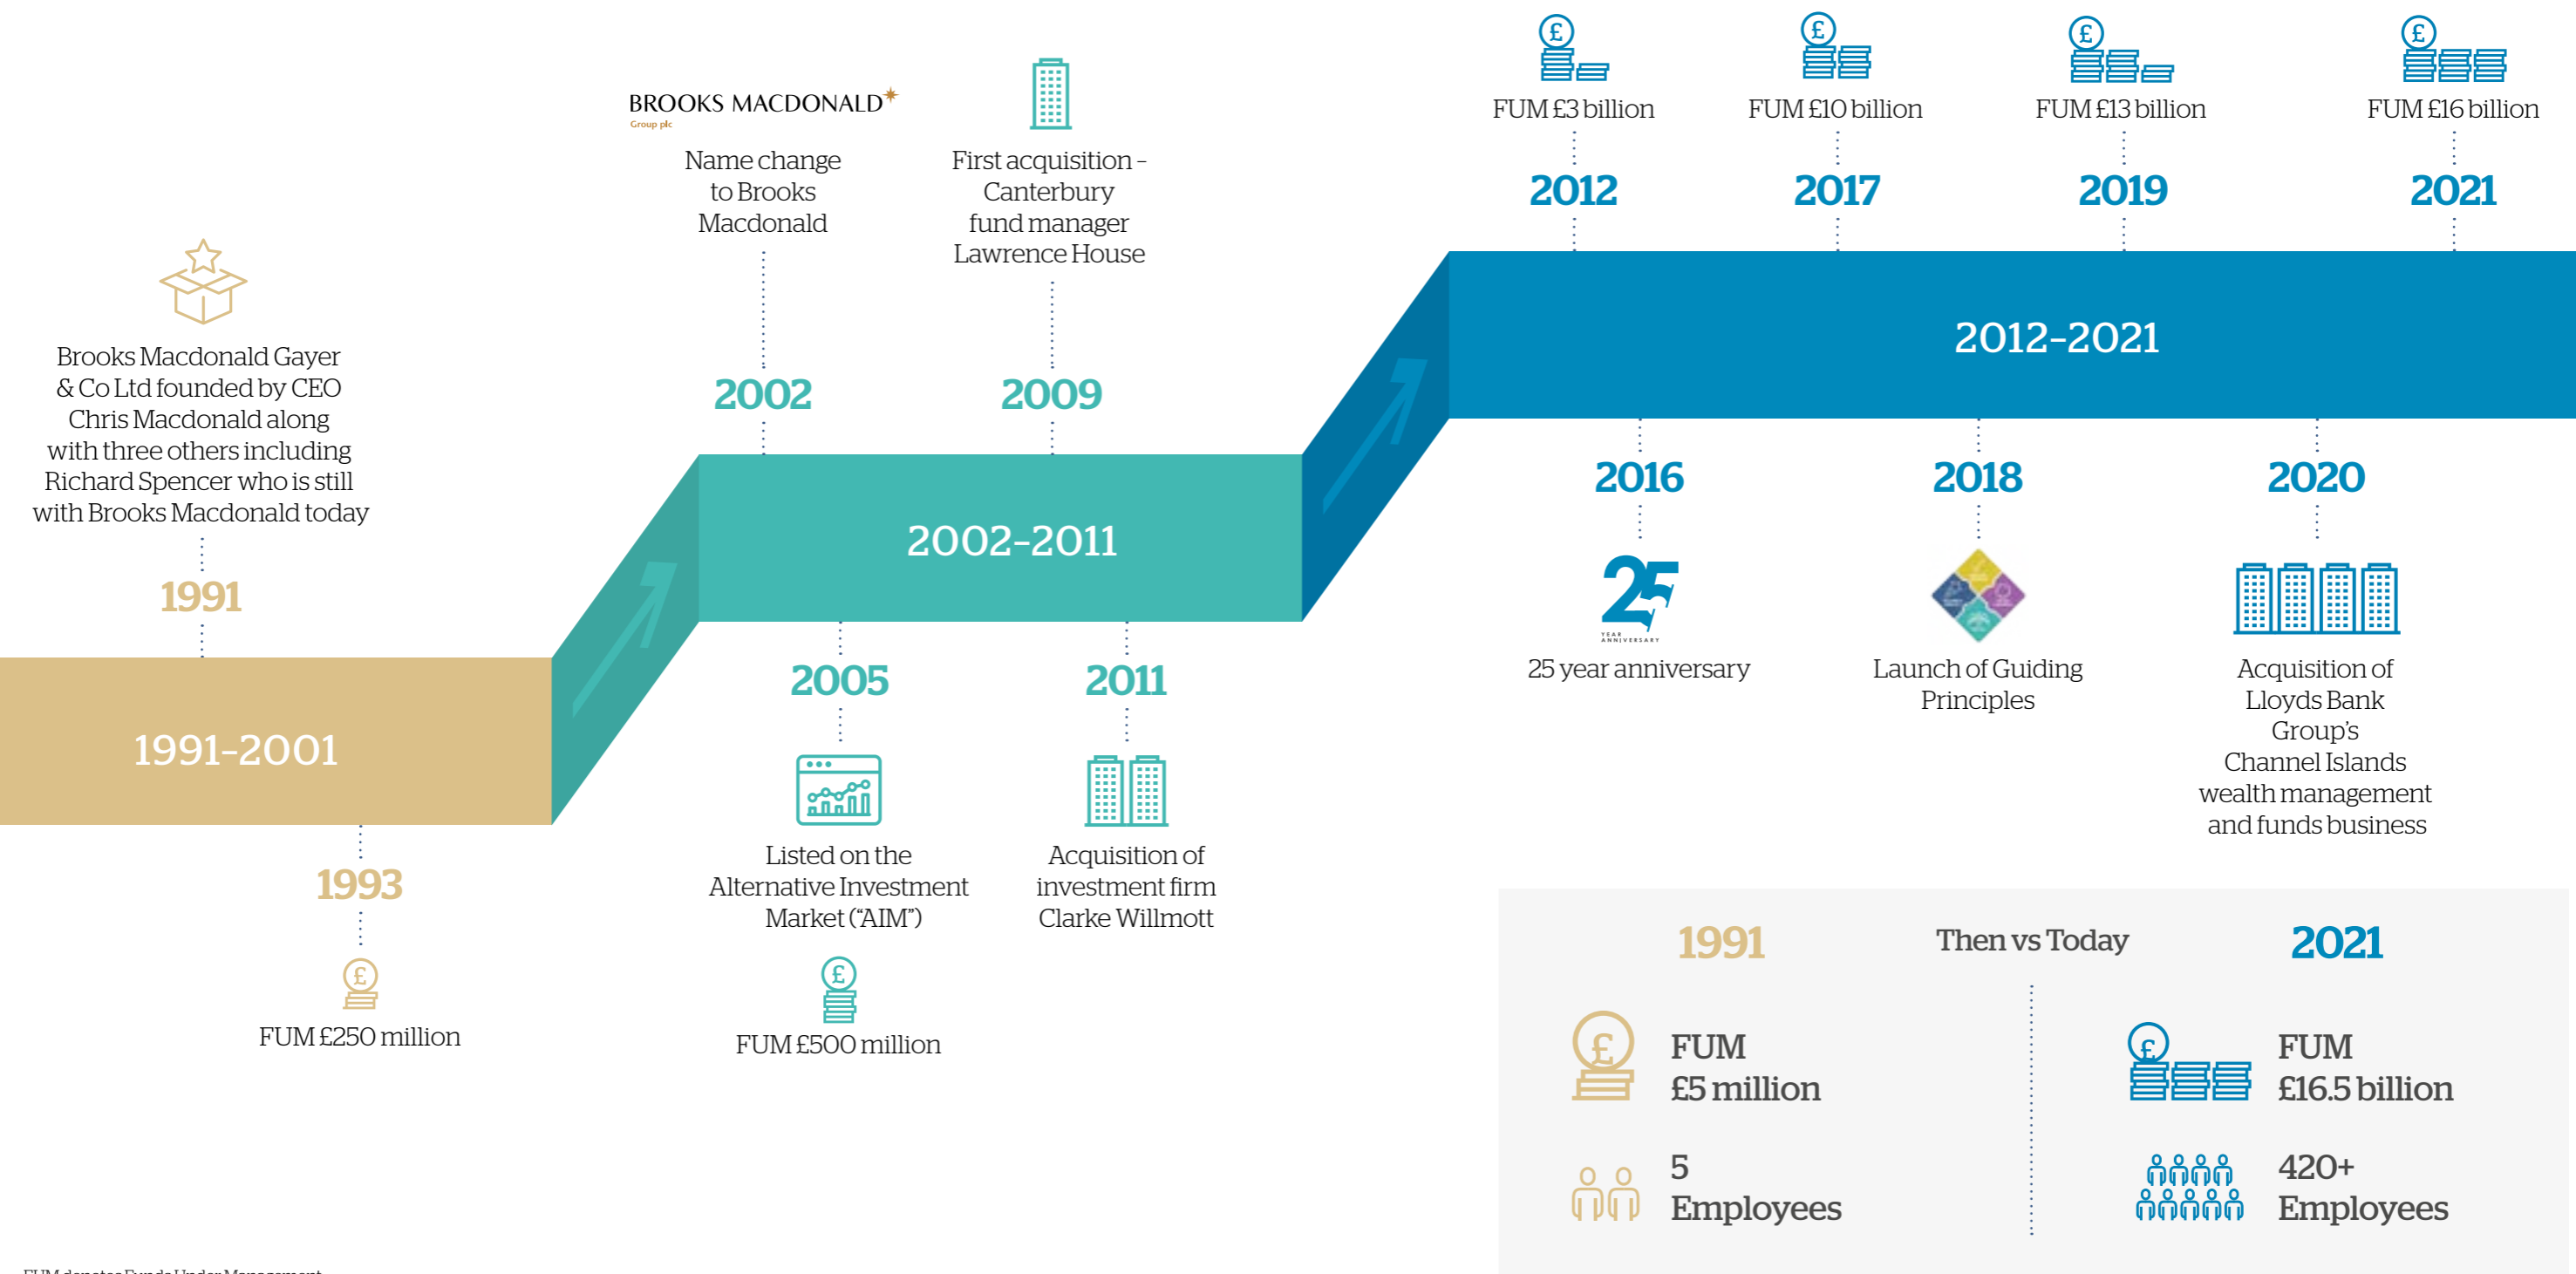 Brooks Macdonald Gayer
& Co Ltd founded by CEO
Chris Macdonald along
with three others including
Richard Spencer who is still
with Brooks Macdonald today
1991
1991–2001
1993
£
FUM £250 million
BROOKS MACDONALD
Group plc
Name change
to Brooks
Macdonald
2002
First acquisition –
Canterbury
fund manager
Lawrence House
2009
2002–2011
2005
Listed on the
Alternative Investment
Market (“AIM”)
£
FUM £500 million
2011
Acquisition of
investment firm
Clarke Willmott
£
FUM £3 billion
2012
£
FUM £10 billion
2017
£
FUM £13 billion
2019
£
FUM £16 billion
2021
2012–2021
2016
25
YEAR
ANNIVERSARY
25 year anniversary
2018
Launch of Guiding
Principles
2020
Acquisition of
Lloyds Bank
Group’s
Channel Islands
wealth management
and funds business
1991
Then vs Today
2021
£
FUM
£5 million
£
FUM
£16.5 billion
5
Employees
420+
Employees
FUM denotes Funds Under Management